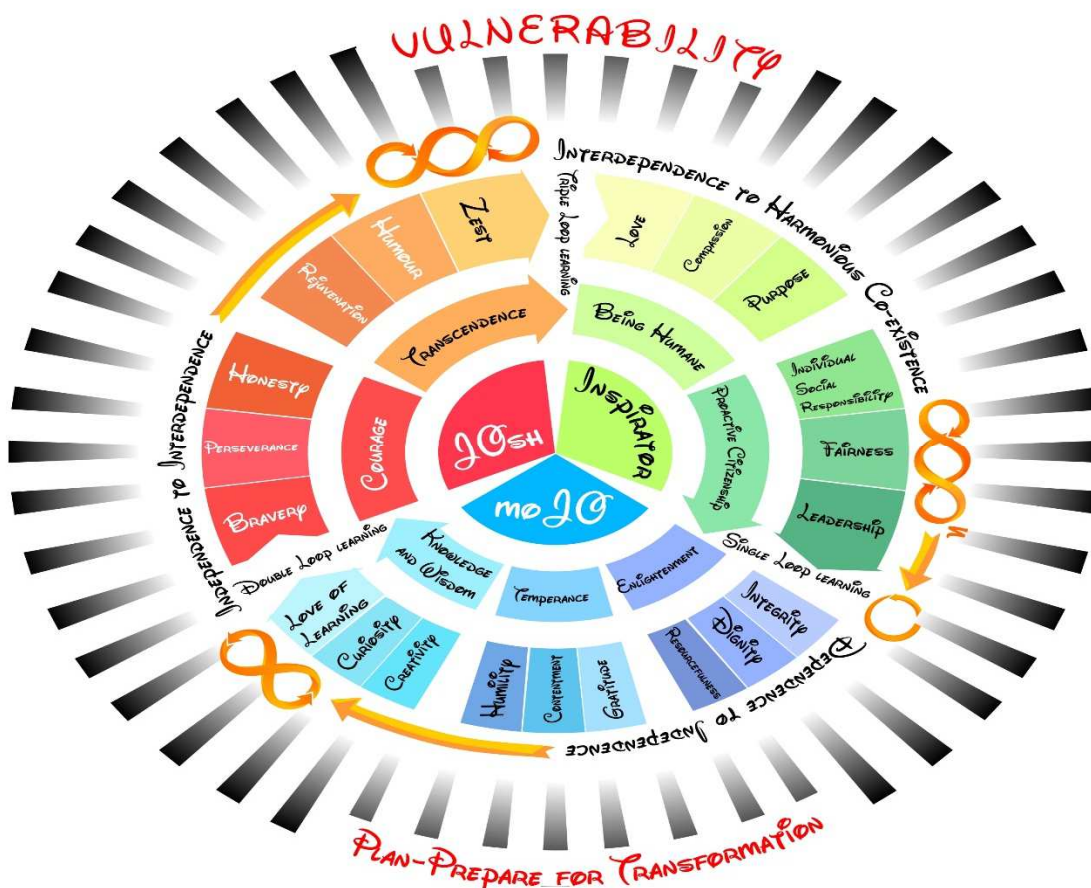 VULNERABILITY
INTERDEPENDENCE TO HARMONIOUS CO-EXISTENCE
TRIPLE LOOP LEARNING
LOVE
COMPASSION
PURPOSE
INDIVIDUAL
SOCIAL
RESPONSIBILITY
FAIRNESS
LEADERSHIP
BEING HUMANE
PROACTIVE CITIZENSHIP
INSPIRATOR
SINGLE LOOP LEARNING
n
DEPENDENCE TO INDEPENDENCE
INTEGRITY
DIGNITY
RESOURCEFULNESS
GRATITUDE
CONTENTMENT
HUMILITY
CREATIVITY
CURIOSITY
LOVE OF
LEARNING
ENLIGHTENMENT
TEMPERANCE
KNOWLEDGE
AND WISDOM
moJO
DOUBLE LOOP LEARNING
INDEPENDENCE TO INTERDEPENDENCE
BRAVERY
PERSEVERANCE
HONESTY
REJUVENATION
HUMOUR
ZEST
COURAGE
TRANSCENDENCE
JOsh
PLAN-PREPARE FOR TRANSFORMATION